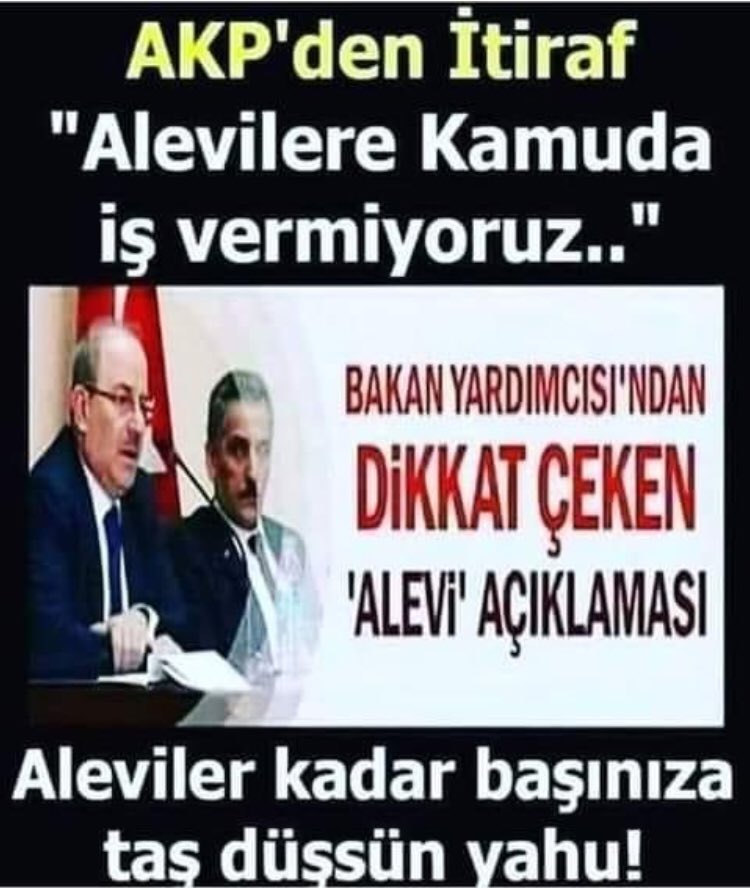 AKP'den İtiraf
"Alevilere Kamuda
iş vermiyoruz.."
BAKAN YARDIMCISI'NDAN
DİKKAT ÇEKEN
'ALEVİ' AÇIKLAMASI
Aleviler kadar başınıza
taş düşsün yahu!